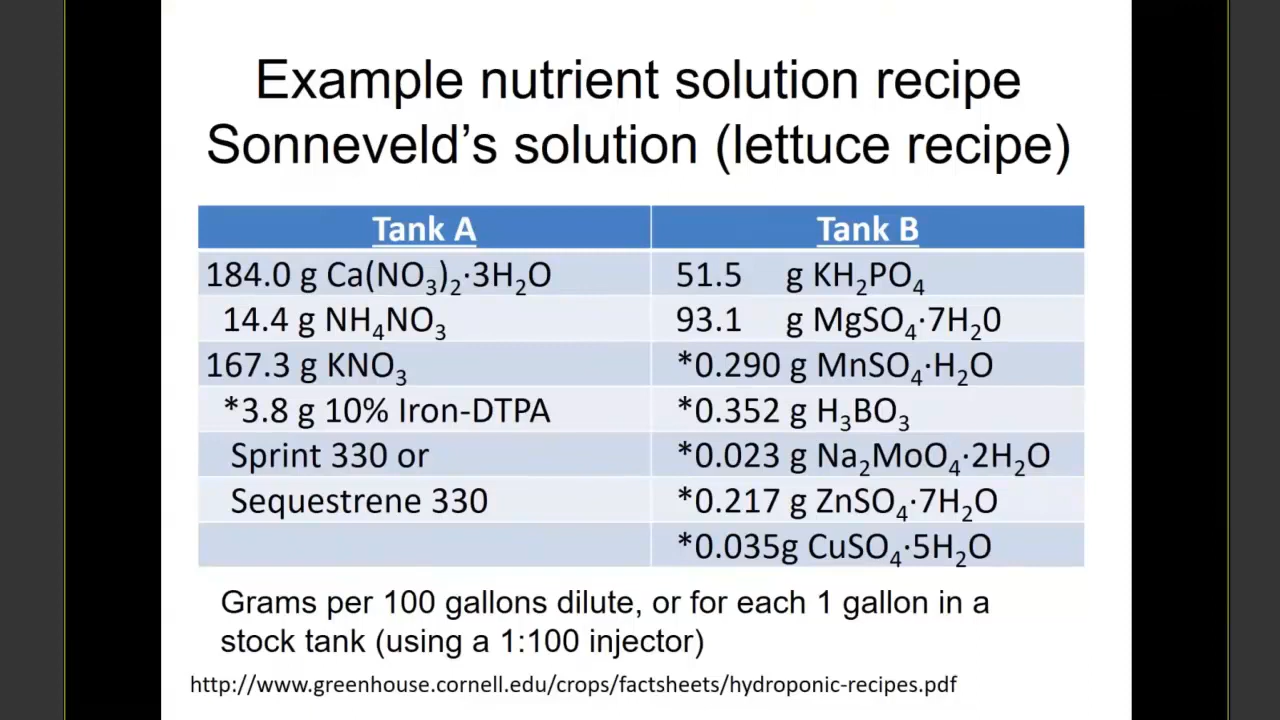 Example nutrient solution recipe
Sonneveld's solution (lettuce recipe)
Tank A Tank B
184.0 g Ca(NO₃)₂·3H₂O 51.5 g KH₂PO₄
14.4 g NH₄NO₃ 93.1 g MgSO₄·7H₂0
167.3 g KNO₃ *0.290 g MnSO₄·H₂O
*3.8 g 10% Iron-DTPA *0.352 g H₃BO₃
Sprint 330 or *0.023 g Na₂MoO₄·2H₂O
Sequestrene 330 *0.217 g ZnSO₄·7H₂O
*0.035g CuSO₄·5H₂O
Grams per 100 gallons dilute, or for each 1 gallon in a
stock tank (using a 1:100 injector)
http://www.greenhouse.cornell.edu/crops/factsheets/hydroponic-recipes.pdf